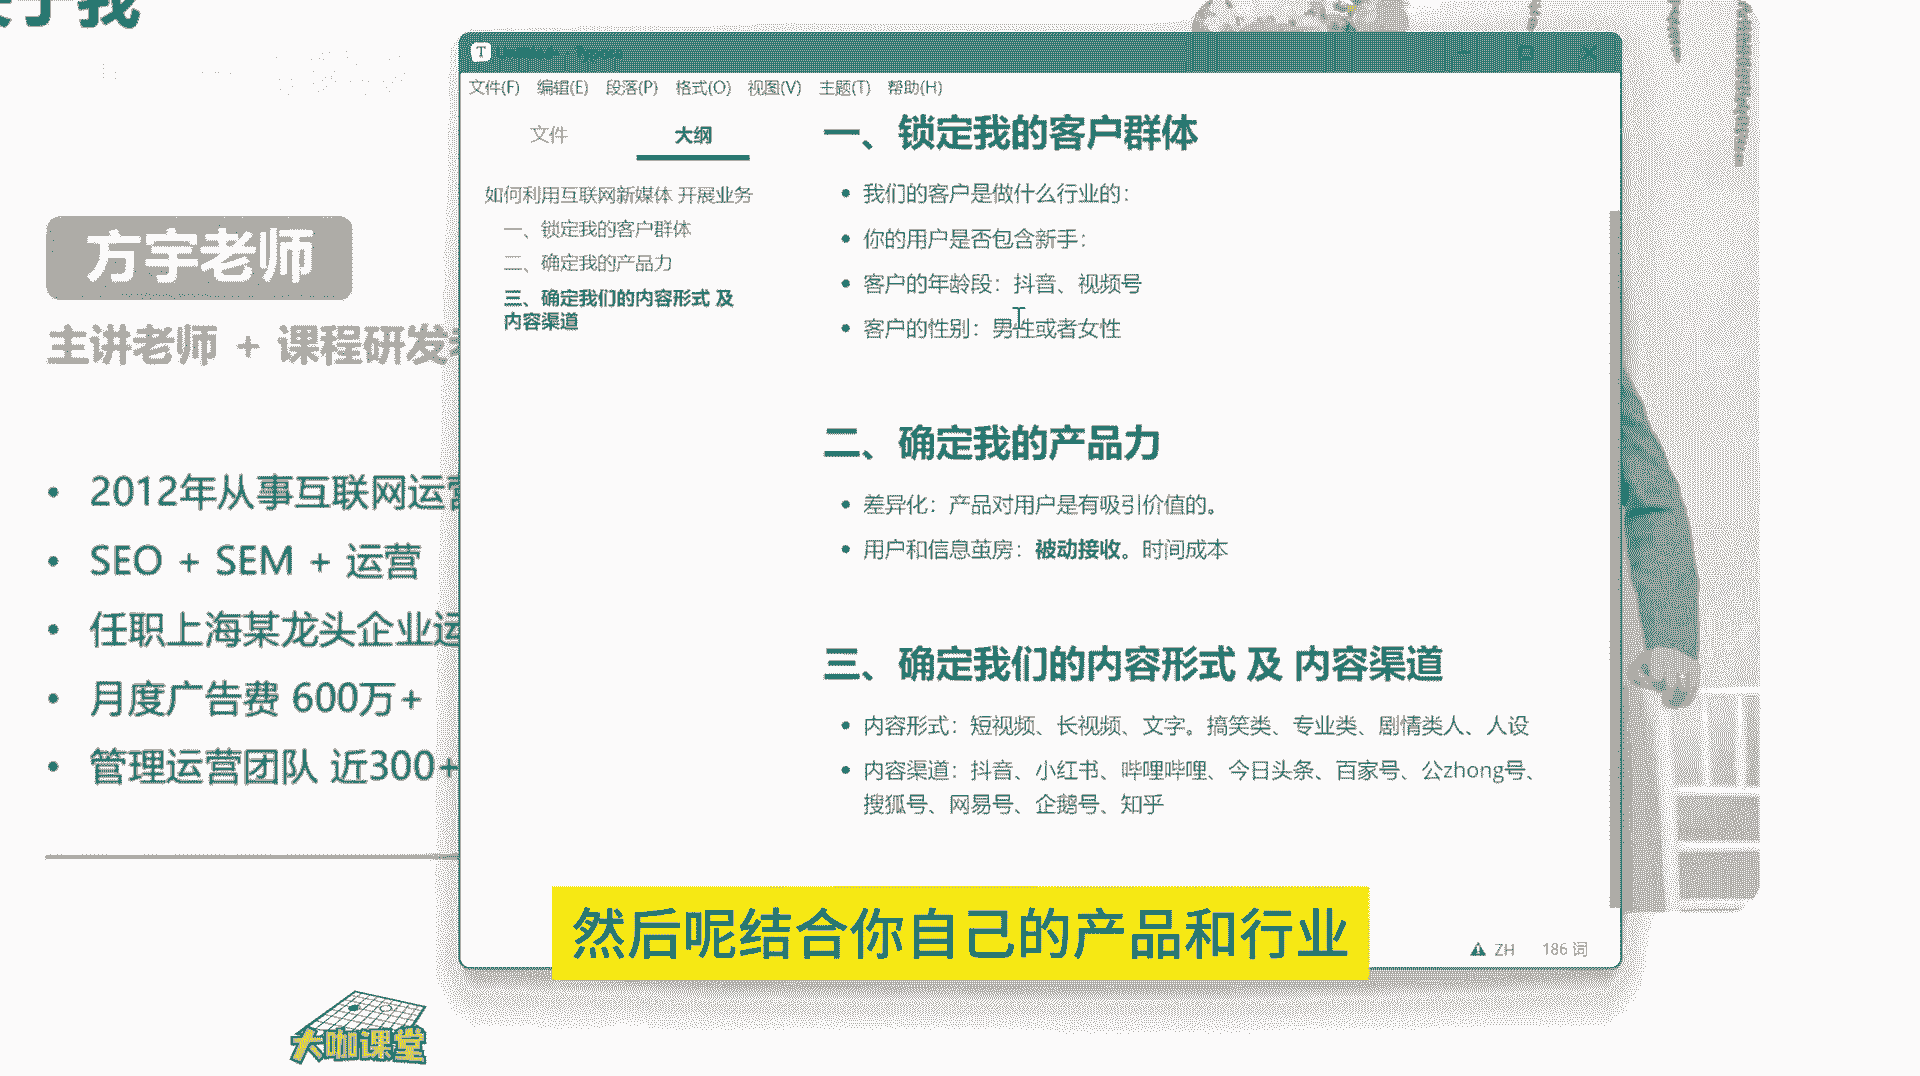 方宇老师
主讲老师 + 课程研发
• 2012年从事互联网运营
• SEO + SEM + 运营
• 任职上海某龙头企业运
• 月度广告费 600万+
• 管理运营团队 近300+
文件(F) 编辑(E) 段落(P) 格式(O) 视图(V) 主题(T) 帮助(H)
文件 大纲
如何利用互联网新媒体 开展业务
一、锁定我的客户群体
二、确定我的产品力
三、确定我们的内容形式 及
内容渠道
一、锁定我的客户群体
• 我们的客户是做什么行业的：
• 你的用户是否包含新手：
• 客户的年龄段：抖音、视频号
• 客户的性别：男性或者女性
二、确定我的产品力
• 差异化：产品对用户是有吸引价值的。
• 用户和信息茧房：被动接收。时间成本
三、确定我们的内容形式 及 内容渠道
• 内容形式：短视频、长视频、文字。搞笑类、专业类、剧情类人、人设
• 内容渠道：抖音、小红书、哔哩哔哩、今日头条、百家号、公zhong号、
搜狐号、网易号、企鹅号、知乎
ZH 186 词
然后呢结合你自己的产品和行业
大咖课堂